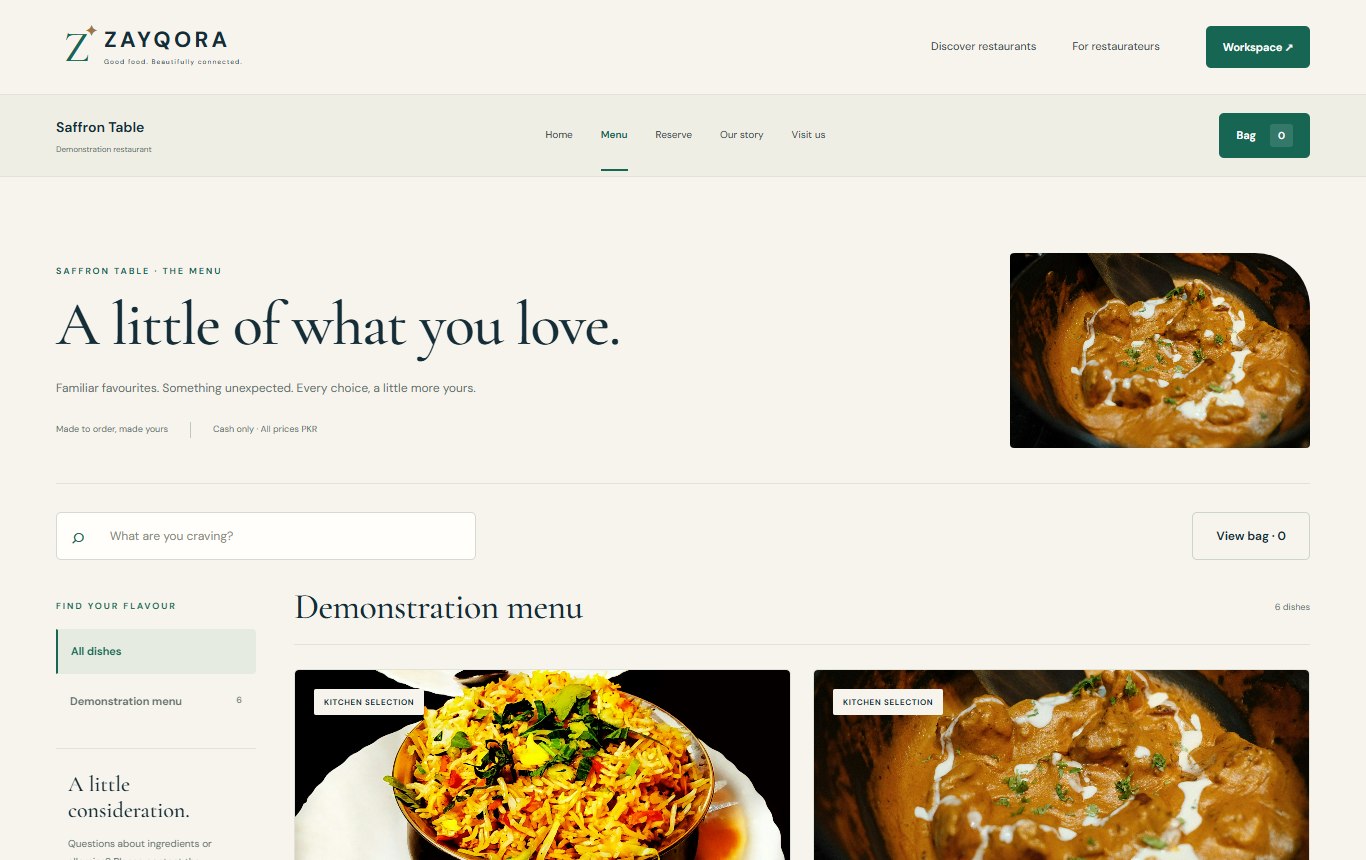 ZAYQORA
Good food. Beautifully connected.
Discover restaurants
For restaurateurs
Workspace ↗
Saffron Table
Demonstration restaurant
Home
Menu
Reserve
Our story
Visit us
Bag 0
SAFFRON TABLE · THE MENU
A little of what you love.
Familiar favourites. Something unexpected. Every choice, a little more yours.
Made to order, made yours
Cash only · All prices PKR
What are you craving?
View bag · 0
FIND YOUR FLAVOUR
All dishes
Demonstration menu 6
A little
consideration.
Questions about ingredients or
Demonstration menu
6 dishes
KITCHEN SELECTION
KITCHEN SELECTION